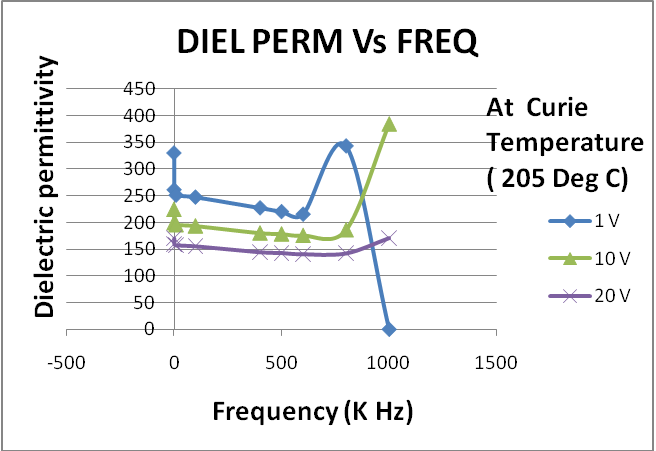 DIEL PERM Vs FREQ
Dielectric permittivity
450
400
350
300
250
200
150
100
50
0
-500
0
500
1000
1500
Frequency (K Hz)
At Curie
Temperature
( 205 Deg C)
1 V
10 V
20 V